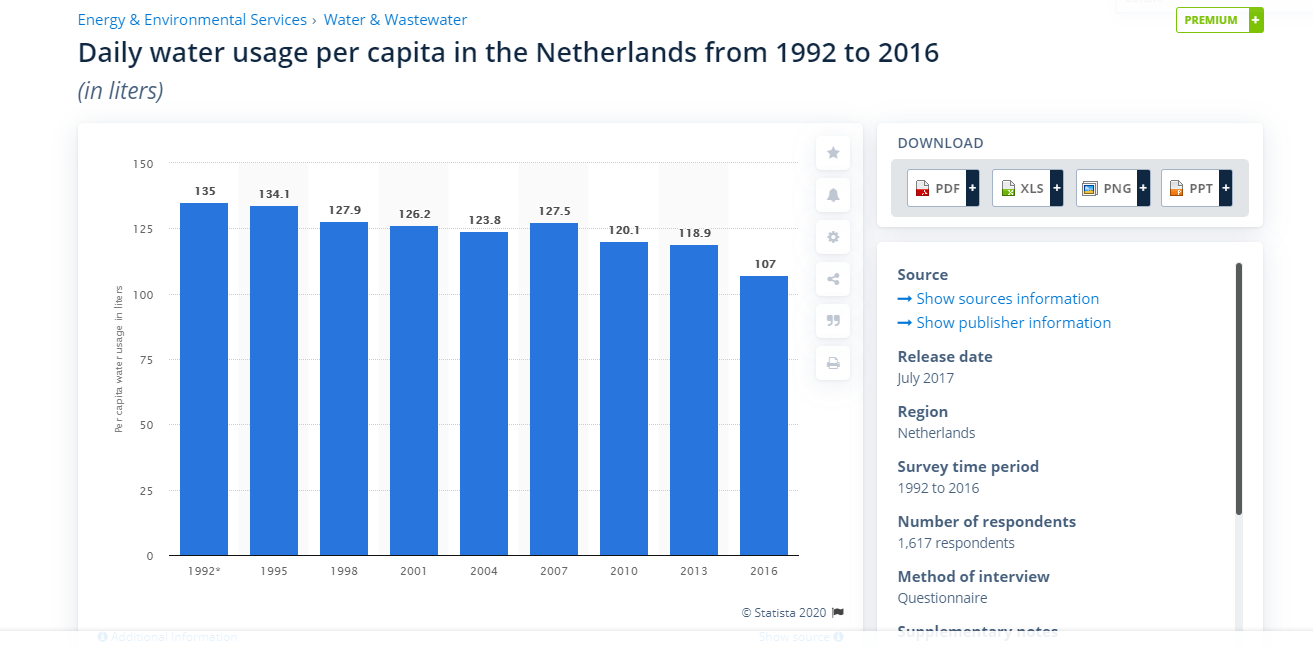 Energy & Environmental Services › Water & Wastewater
PREMIUM +
Daily water usage per capita in the Netherlands from 1992 to 2016
(in liters)
Per capita water usage in liters
150
125
100
75
50
25
0
135
134.1
127.9
126.2
123.8
127.5
120.1
118.9
107
1992*
1995
1998
2001
2004
2007
2010
2013
2016
© Statista 2020
Additional Information
Show source
DOWNLOAD
PDF +
XLS +
PNG +
PPT +
Source
Show sources information
Show publisher information
Release date
July 2017
Region
Netherlands
Survey time period
1992 to 2016
Number of respondents
1,617 respondents
Method of interview
Questionnaire
Supplementary notes